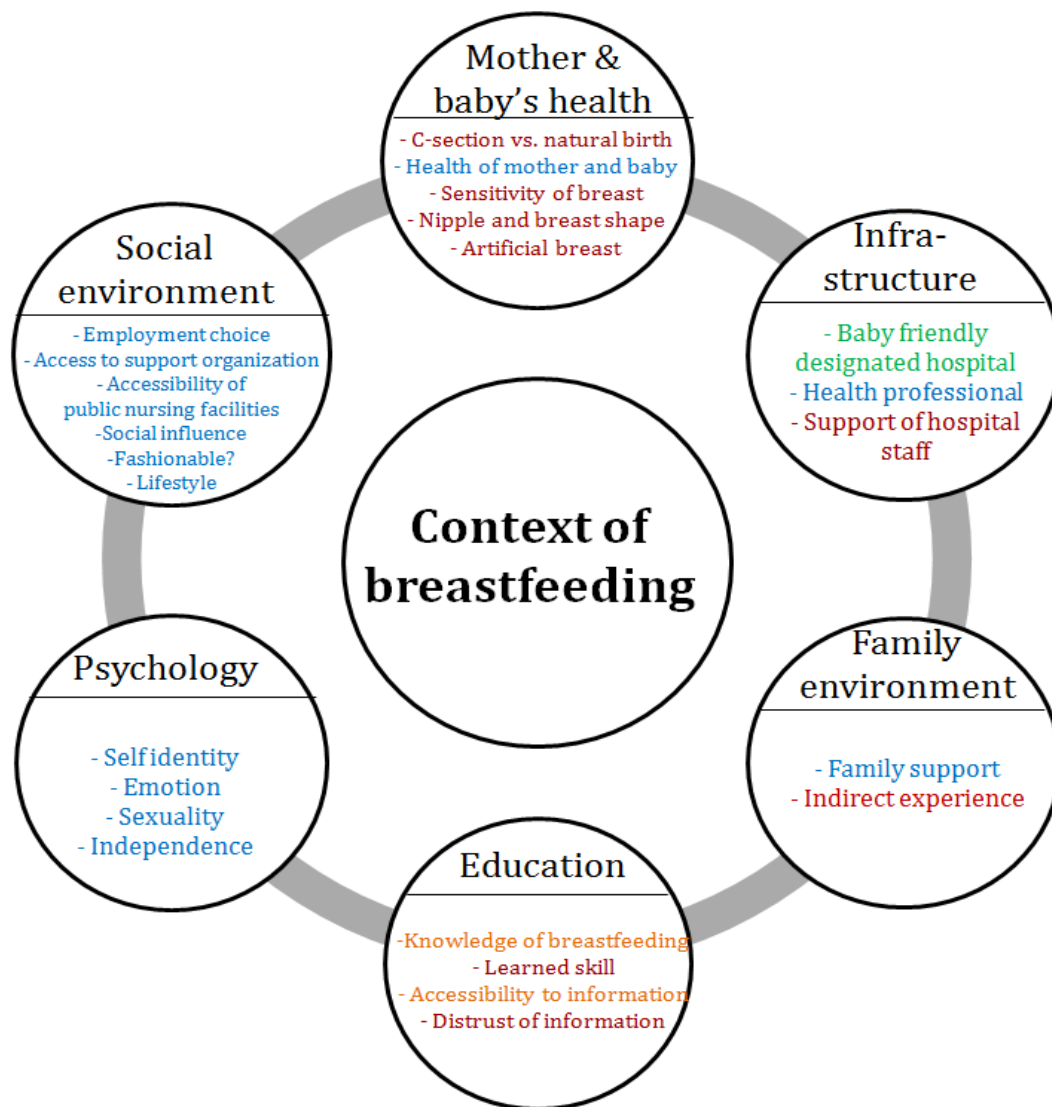 Mother &
baby's health
- C-section vs. natural birth
- Health of mother and baby
- Sensitivity of breast
- Nipple and breast shape
- Artificial breast
Infra-
structure
- Baby friendly
designated hospital
- Health professional
- Support of hospital
staff
Family
environment
- Family support
- Indirect experience
Education
-Knowledge of breastfeeding
- Learned skill
- Accessibility to information
- Distrust of information
Psychology
- Self identity
- Emotion
- Sexuality
- Independence
Social
environment
- Employment choice
- Access to support organization
- Accessibility of
public nursing facilities
-Social influence
-Fashionable?
- Lifestyle
Context of
breastfeeding